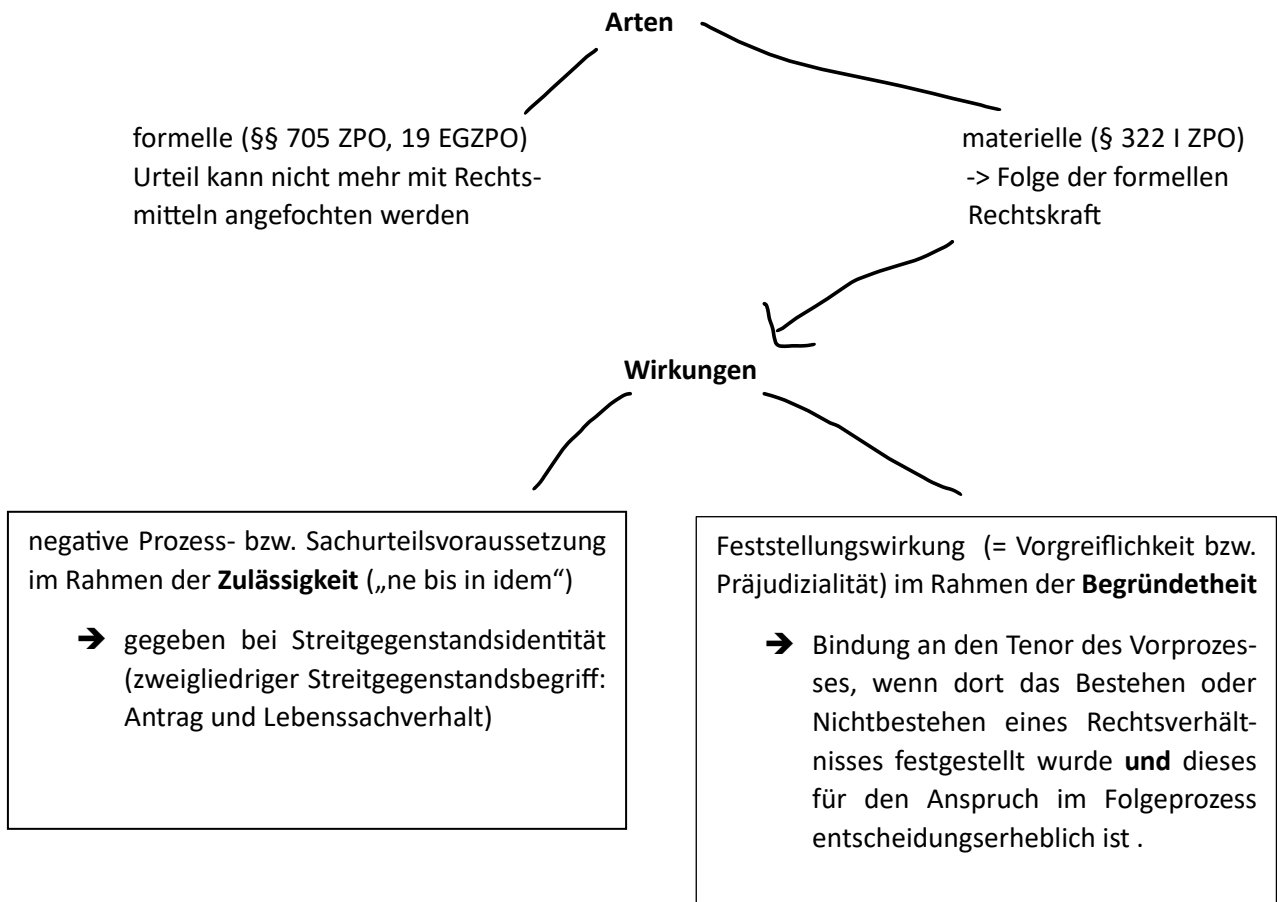 Arten
formelle (§§ 705 ZPO, 19 EGZPO)
Urteil kann nicht mehr mit Rechts-
mitteln angefochten werden
materielle (§ 322 I ZPO)
-> Folge der formellen
Rechtskraft
Wirkungen
negative Prozess- bzw. Sachurteilsvoraussetzung
im Rahmen der Zulässigkeit („ne bis in idem“)
➔ gegeben bei Streitgegenstandsidentität
(zweigliedriger Streitgegenstandsbegriff:
Antrag und Lebenssachverhalt)
Feststellungswirkung (= Vorgreiflichkeit bzw.
Präjudizialität) im Rahmen der Begründetheit
➔ Bindung an den Tenor des Vorprozes-
ses, wenn dort das Bestehen oder
Nichtbestehen eines Rechtsverhält-
nisses festgestellt wurde und dieses
für den Anspruch im Folgeprozess
entscheidungserheblich ist .